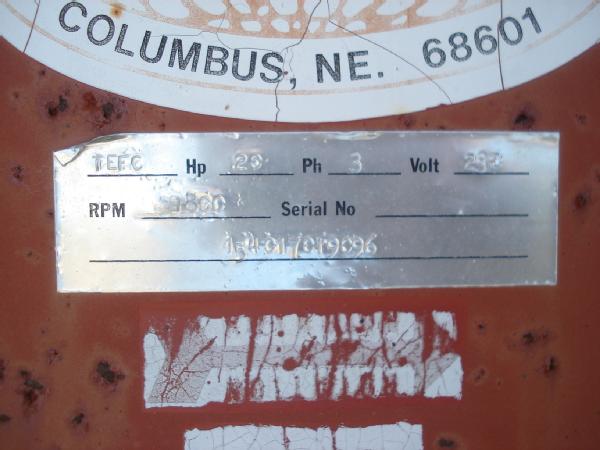 COLUMBUS, NE. 68601
TEFC Hp 20 Ph 3 Volt
RPM Serial No